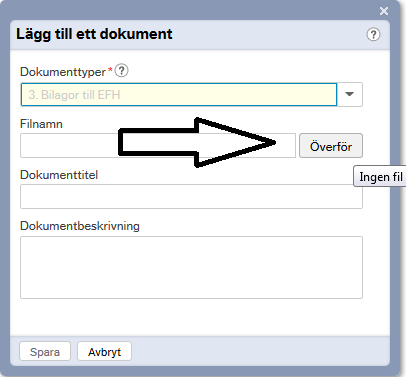 Lägg till ett dokument
Dokumenttyper*
3. Bilagor till EFH
Filnamn
Överför
Ingen fil
Dokumenttitel
Dokumentbeskrivning
Spara Avbryt